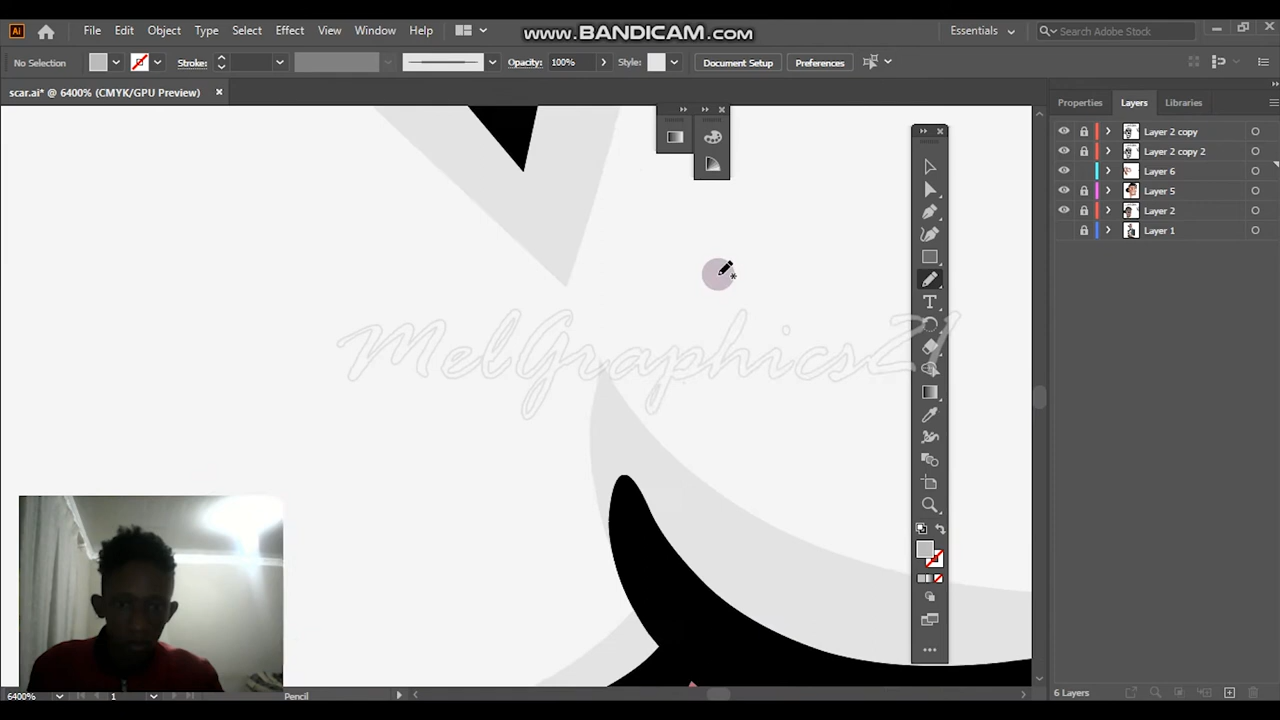 www.BANDICAM.com
File Edit Object Type Select Effect View Window Help
Essentials
Search Adobe Stock
No Selection
Stroke:
Opacity: 100%
Style:
Document Setup
Preferences
scar.ai* @ 6400% (CMYK/GPU Preview)
Properties Layers Libraries
Layer 2 copy
Layer 2 copy 2
Layer 6
Layer 5
Layer 2
Layer 1
MelGraphics21
6400%
1
Pencil
6 Layers